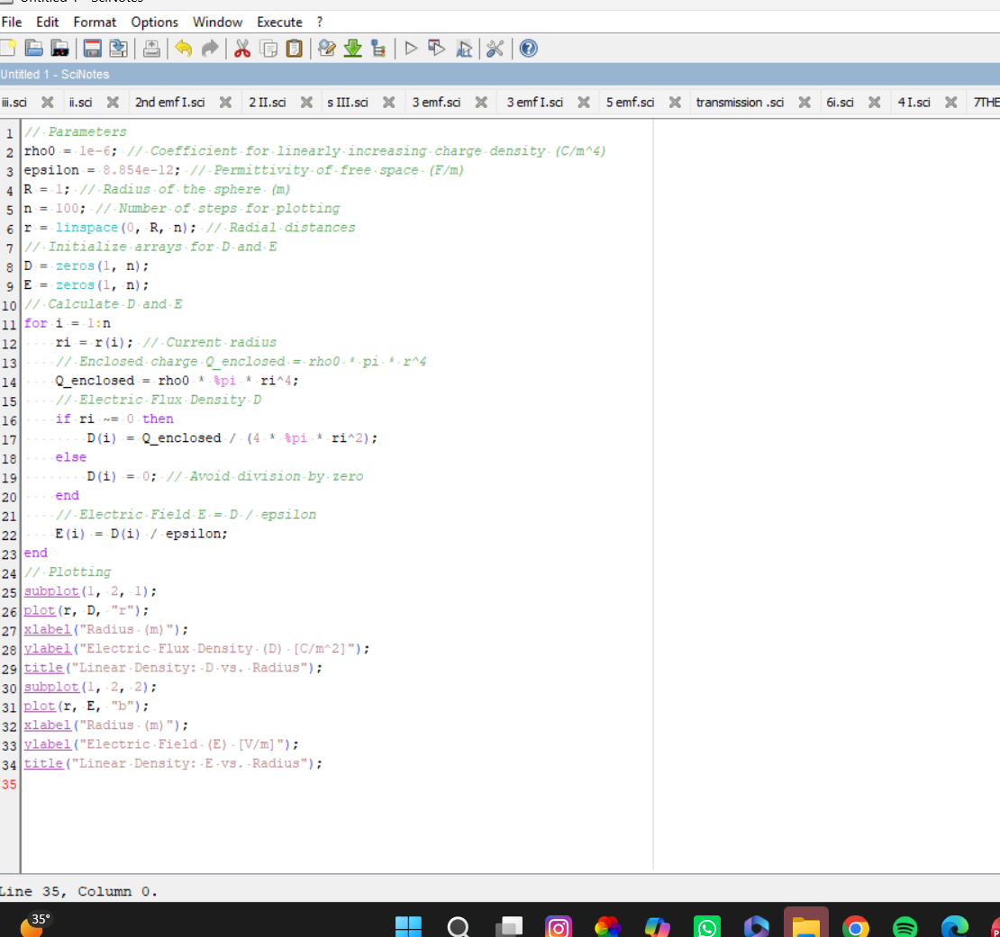 Untitled 1 - SciNotes
File Edit Format Options Window Execute ?
Untitled 1 - SciNotes
iii.sci ii.sci 2nd emf I.sci 2 II.sci s III.sci 3 emf.sci 3 emf I.sci 5 emf.sci transmission .sci 6i.sci 4 I.sci 7THE
1 // Parameters
2 rho0 = 1e-6; // Coefficient for linearly increasing charge density (C/m^4)
3 epsilon = 8.854e-12; // Permittivity of free space (F/m)
4 R = 1; // Radius of the sphere (m)
5 n = 100; // Number of steps for plotting
6 r = linspace(0, R, n); // Radial distances
7 // Initialize arrays for D and E
8 D = zeros(1, n);
9 E = zeros(1, n);
10 // Calculate D and E
11 for i = 1:n
12 ri = r(i); // Current radius
13 // Enclosed charge Q_enclosed = rho0 * pi * r^4
14 Q_enclosed = rho0 * %pi * ri^4;
15 // Electric Flux Density D
16 if ri ~= 0 then
17 D(i) = Q_enclosed / (4 * %pi * ri^2);
18 else
19 D(i) = 0; // Avoid division by zero
20 end
21 // Electric Field E = D / epsilon
22 E(i) = D(i) / epsilon;
23 end
24 // Plotting
25 subplot(1, 2, 1);
26 plot(r, D, "r");
27 xlabel("Radius (m)");
28 ylabel("Electric Flux Density (D) [C/m^2]");
29 title("Linear Density: D vs. Radius");
30 subplot(1, 2, 2);
31 plot(r, E, "b");
32 xlabel("Radius (m)");
33 ylabel("Electric Field (E) [V/m]");
34 title("Linear Density: E vs. Radius");
35
Line 35, Column 0.
35°